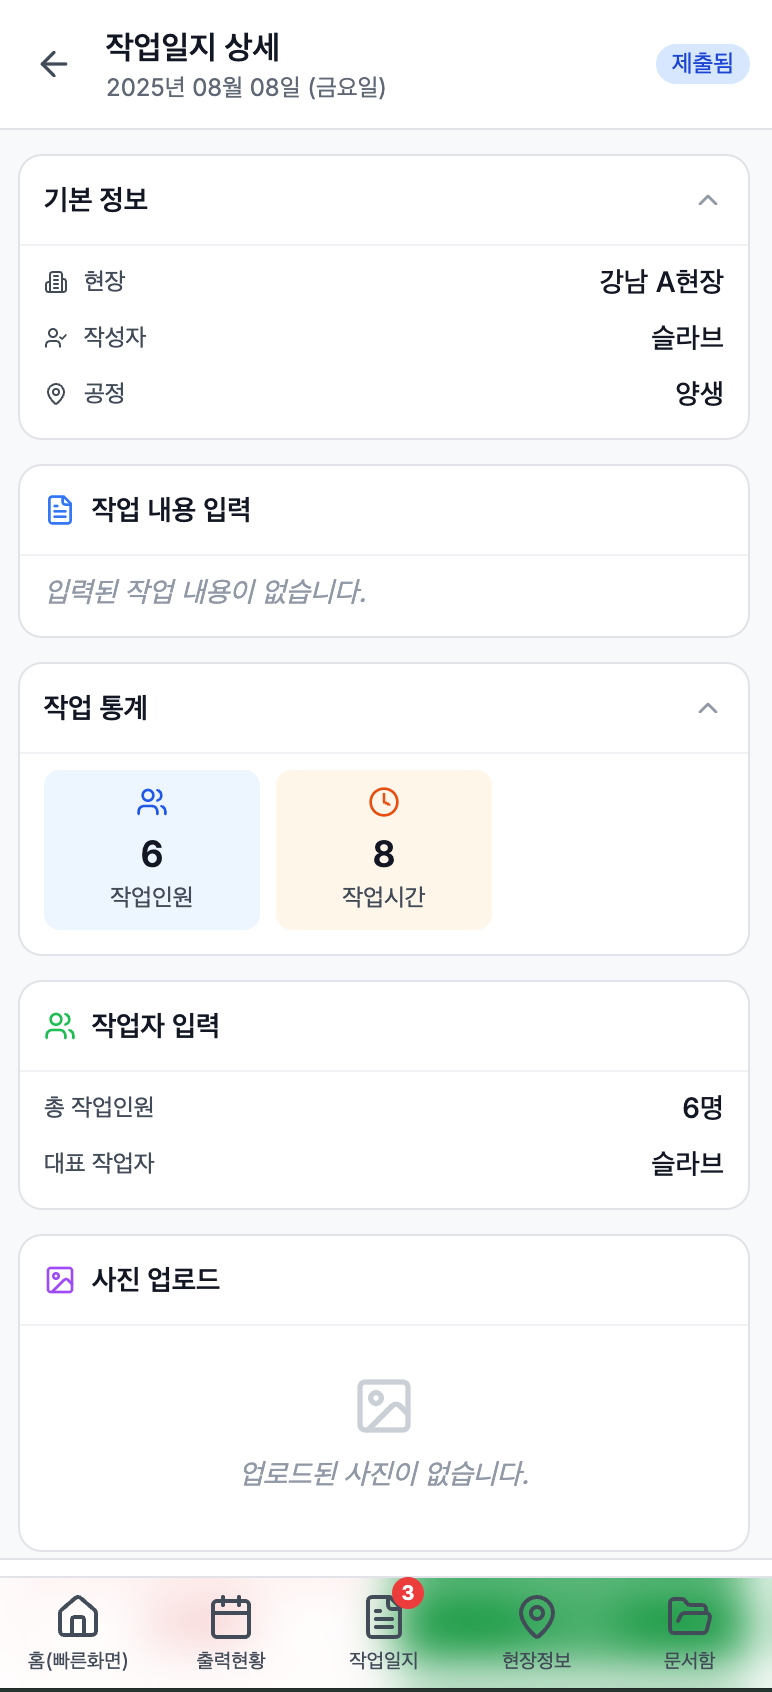 작업일지 상세
2025년 08월 08일 (금요일)
제출됨
기본 정보
현장
강남 A현장
작성자
슬라브
공정
양생
작업 내용 입력
입력된 작업 내용이 없습니다.
작업 통계
6
작업인원
8
작업시간
작업자 입력
총 작업인원
6명
대표 작업자
슬라브
사진 업로드
업로드된 사진이 없습니다.
3
홈(빠른화면)
출력현황
작업일지
현장정보
문서함